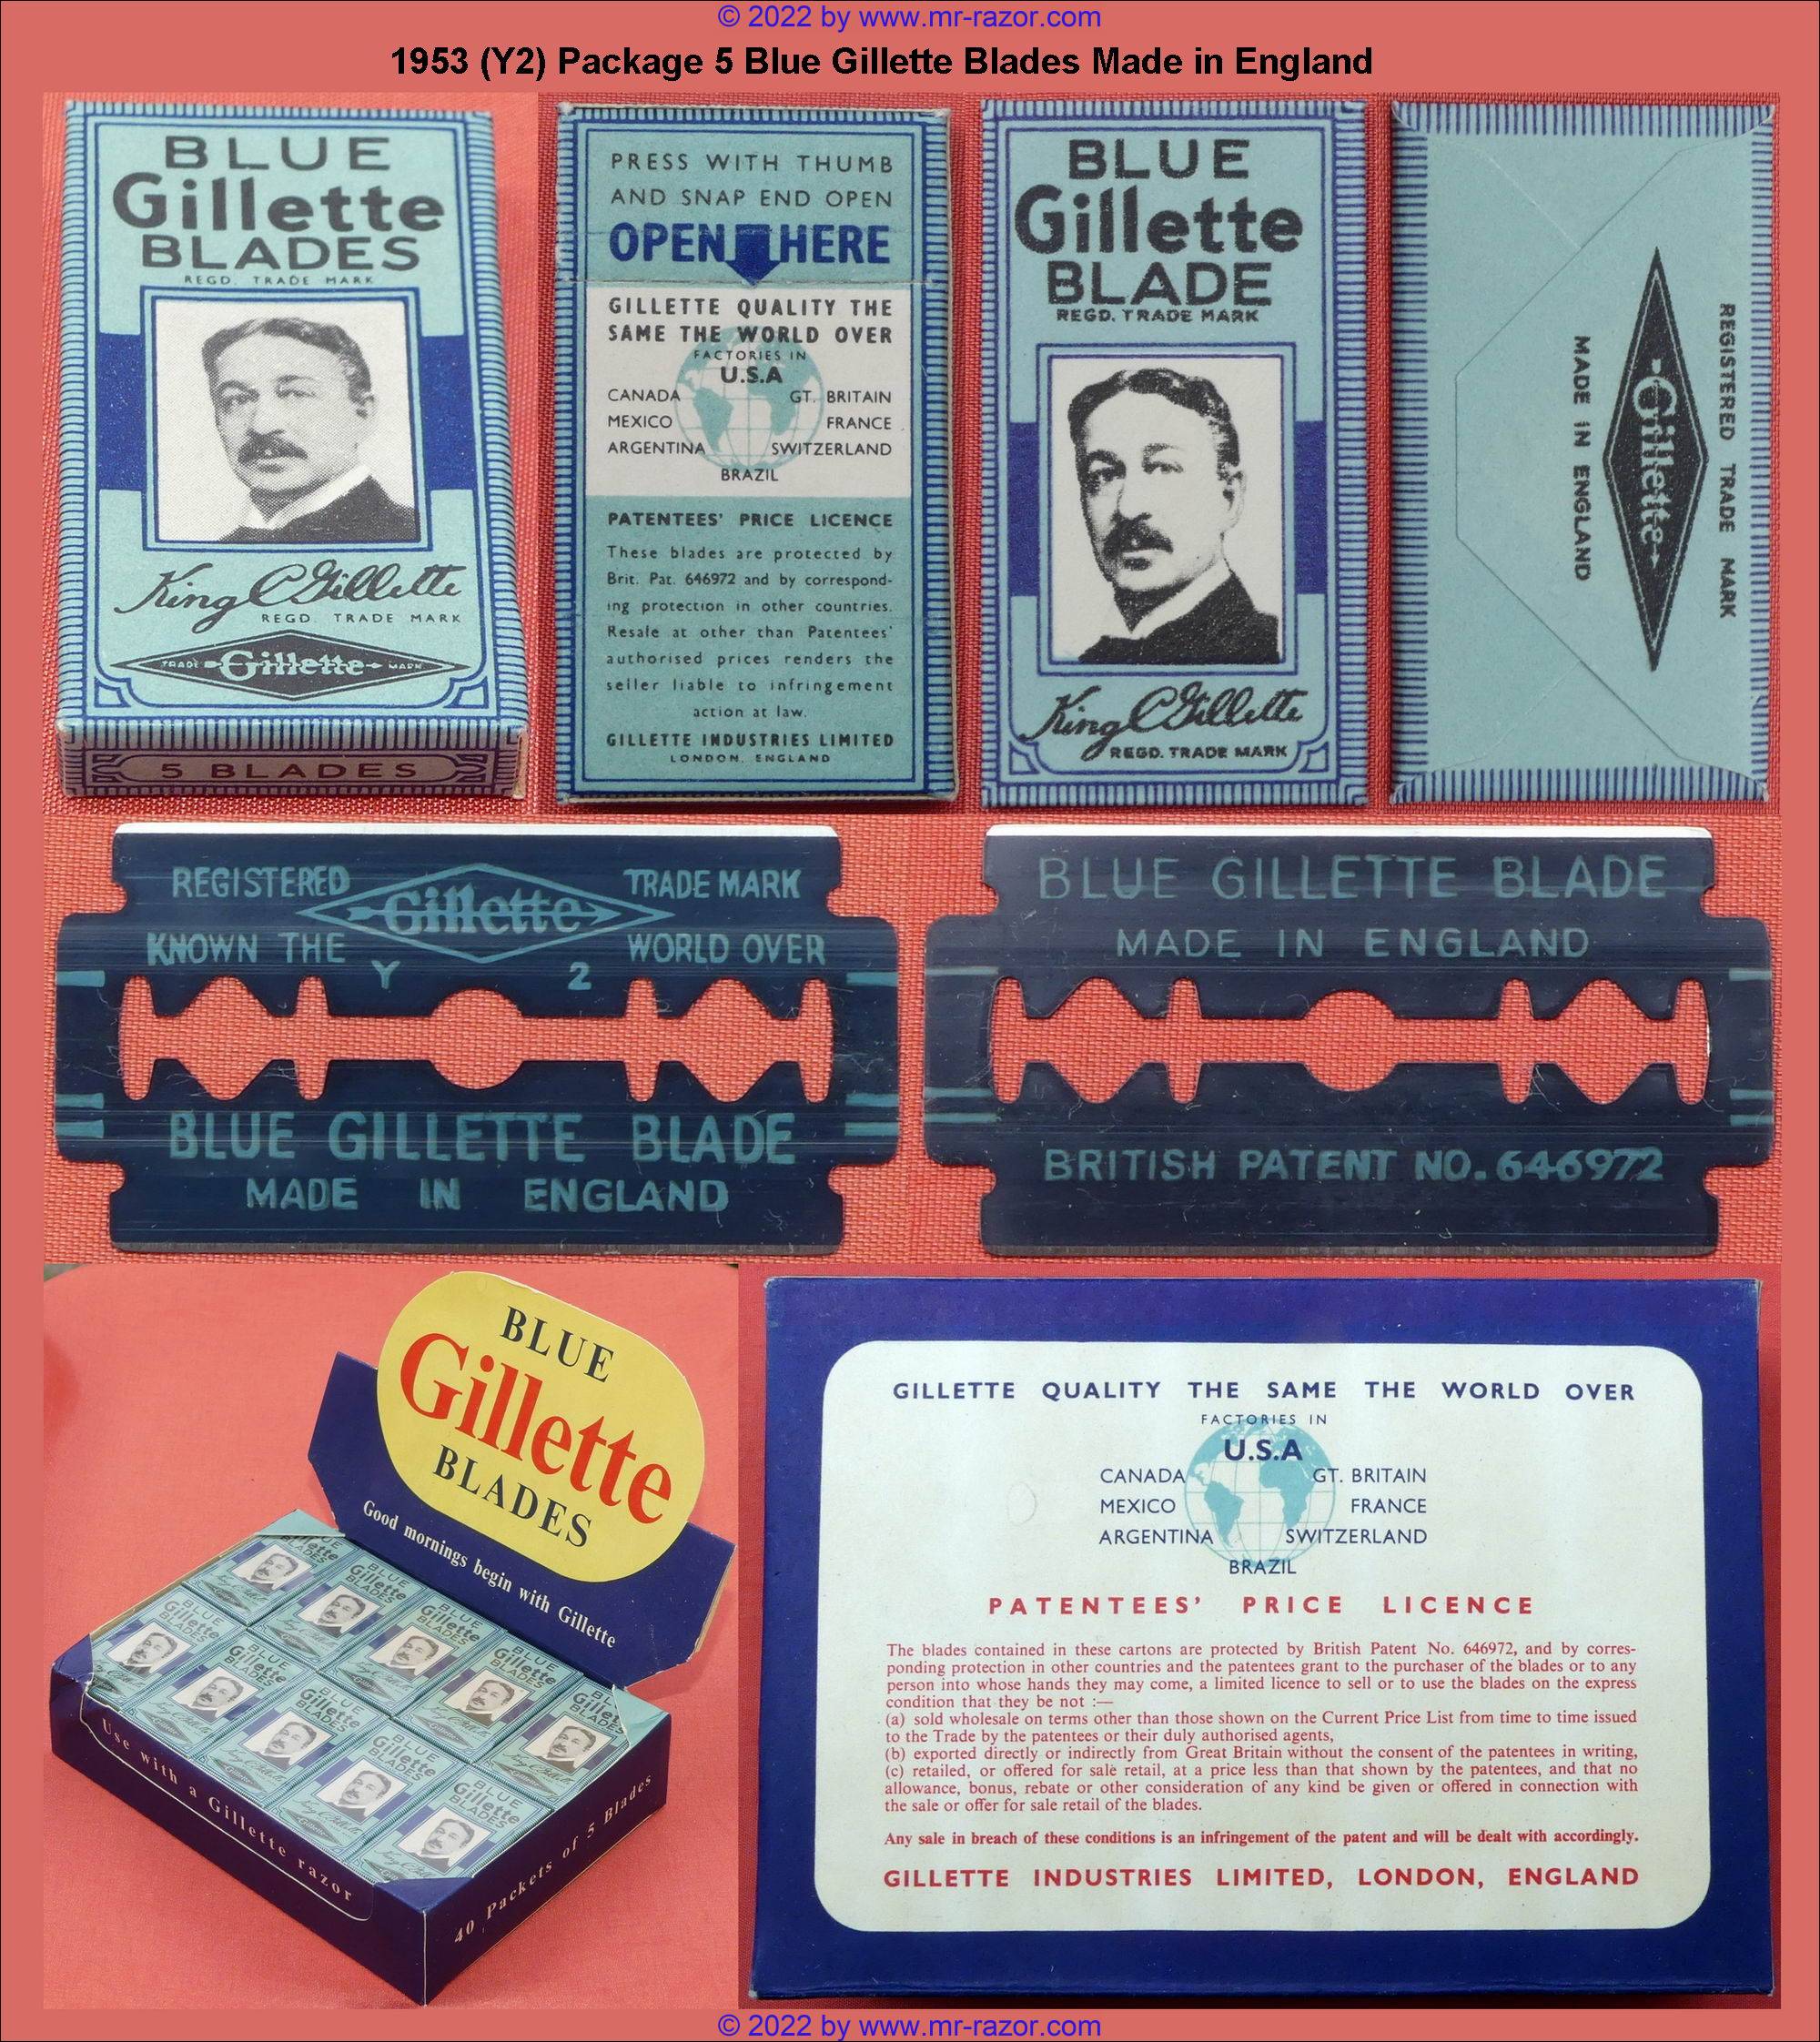 © 2022 by www.mr-razor.com
1953 (Y2) Package 5 Blue Gillette Blades Made in England
BLUE
Gillette
BLADES
REGD. TRADE MARK
King C Gillette
REGD. TRADE MARK
TRADE Gillette MARK
5 BLADES
PRESS WITH THUMB
AND SNAP END OPEN
OPEN HERE
GILLETTE QUALITY THE
SAME THE WORLD OVER
FACTORIES IN
U.S.A
CANADA GT. BRITAIN
MEXICO FRANCE
ARGENTINA SWITZERLAND
BRAZIL
PATENTEES' PRICE LICENCE
These blades are protected by
Brit. Pat. 646972 and by correspond-
ing protection in other countries.
Resale at other than Patentees'
authorised prices renders the
seller liable to infringement
action at law.
GILLETTE INDUSTRIES LIMITED
LONDON. ENGLAND
BLUE
Gillette
BLADE
REGD. TRADE MARK
King C Gillette
REGD. TRADE MARK
REGISTERED TRADE MARK
Gillette
MADE IN ENGLAND
REGISTERED Gillette TRADE MARK
KNOWN THE WORLD OVER
Y 2
BLUE GILLETTE BLADE
MADE IN ENGLAND
BLUE GILLETTE BLADE
MADE IN ENGLAND
BRITISH PATENT NO. 646972
BLUE
Gillette
BLADES
Good mornings begin with Gillette
BLUE
Gillette
BLADES
Use with a Gillette razor
40 Packets of 5 Blades
GILLETTE QUALITY THE SAME THE WORLD OVER
FACTORIES IN
U.S.A
CANADA GT. BRITAIN
MEXICO FRANCE
ARGENTINA SWITZERLAND
BRAZIL
PATENTEES' PRICE LICENCE
The blades contained in these cartons are protected by British Patent No. 646972, and by corres-
ponding protection in other countries and the patentees grant to the purchaser of the blades or to any
person into whose hands they may come, a limited licence to sell or to use the blades on the express
condition that they be not :—
(a) sold wholesale on terms other than those shown on the Current Price List from time to time issued
to the Trade by the patentees or their duly authorised agents,
(b) exported directly or indirectly from Great Britain without the consent of the patentees in writing,
(c) retailed, or offered for sale retail, at a price less than that shown by the patentees, and that no
allowance, bonus, rebate or other consideration of any kind be given or offered in connection with
the sale or offer for sale retail of the blades.
Any sale in breach of these conditions is an infringement of the patent and will be dealt with accordingly.
GILLETTE INDUSTRIES LIMITED, LONDON, ENGLAND
© 2022 by www.mr-razor.com